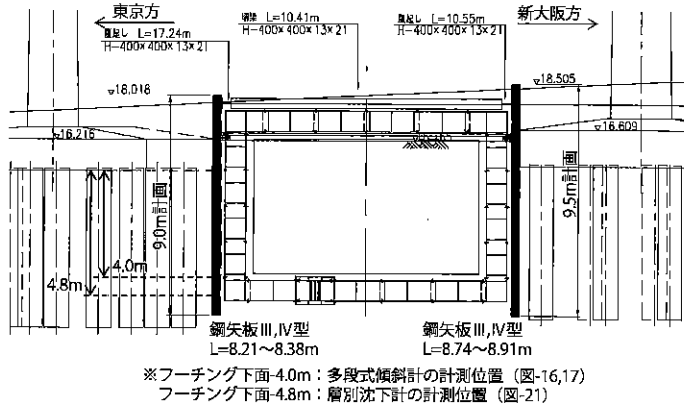 東京方
新大阪方
腹起し L=17.24m
H-400×400×13×21
L=10.41m
H-400×400×13×21
腹起し L=10.55m
H-400×400×13×21
▽18.018
▽18.505
▽16.216
▽16.609
9.0m計画
9.5m計画
4.0m
4.8m
鋼矢板Ⅲ,Ⅳ型
L=8.21～8.38m
鋼矢板Ⅲ,Ⅳ型
L=8.74～8.91m
※フーチング下面-4.0m：多段式傾斜計の計測位置（図-16,17）
フーチング下面-4.8m：層別沈下計の計測位置（図-21）